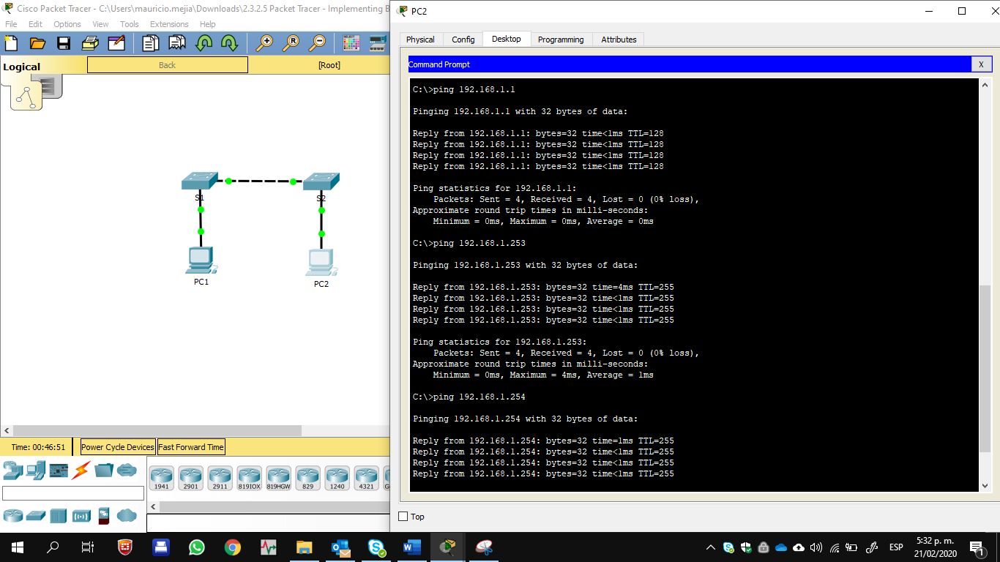 Cisco Packet Tracer - C:\Users\mauricio.mejia\Downloads\2.3.2.5 Packet Tracer - Implementing B
File Edit Options View Tools Extensions Help
Logical
Back
[Root]
S1
S2
PC1
PC2
Time: 00:46:51
Power Cycle Devices
Fast Forward Time
1941
2901
2911
819IOX
819HGW
829
1240
4321
PC2
Physical Config Desktop Programming Attributes
Command Prompt
X
C:\>ping 192.168.1.1
Pinging 192.168.1.1 with 32 bytes of data:
Reply from 192.168.1.1: bytes=32 time<1ms TTL=128
Reply from 192.168.1.1: bytes=32 time<1ms TTL=128
Reply from 192.168.1.1: bytes=32 time<1ms TTL=128
Reply from 192.168.1.1: bytes=32 time<1ms TTL=128
Ping statistics for 192.168.1.1:
Packets: Sent = 4, Received = 4, Lost = 0 (0% loss),
Approximate round trip times in milli-seconds:
Minimum = 0ms, Maximum = 0ms, Average = 0ms
C:\>ping 192.168.1.253
Pinging 192.168.1.253 with 32 bytes of data:
Reply from 192.168.1.253: bytes=32 time=4ms TTL=255
Reply from 192.168.1.253: bytes=32 time<1ms TTL=255
Reply from 192.168.1.253: bytes=32 time<1ms TTL=255
Reply from 192.168.1.253: bytes=32 time<1ms TTL=255
Ping statistics for 192.168.1.253:
Packets: Sent = 4, Received = 4, Lost = 0 (0% loss),
Approximate round trip times in milli-seconds:
Minimum = 0ms, Maximum = 4ms, Average = 1ms
C:\>ping 192.168.1.254
Pinging 192.168.1.254 with 32 bytes of data:
Reply from 192.168.1.254: bytes=32 time=1ms TTL=255
Reply from 192.168.1.254: bytes=32 time<1ms TTL=255
Reply from 192.168.1.254: bytes=32 time<1ms TTL=255
Reply from 192.168.1.254: bytes=32 time<1ms TTL=255
Top
ESP
5:32 p. m.
21/02/2020
1